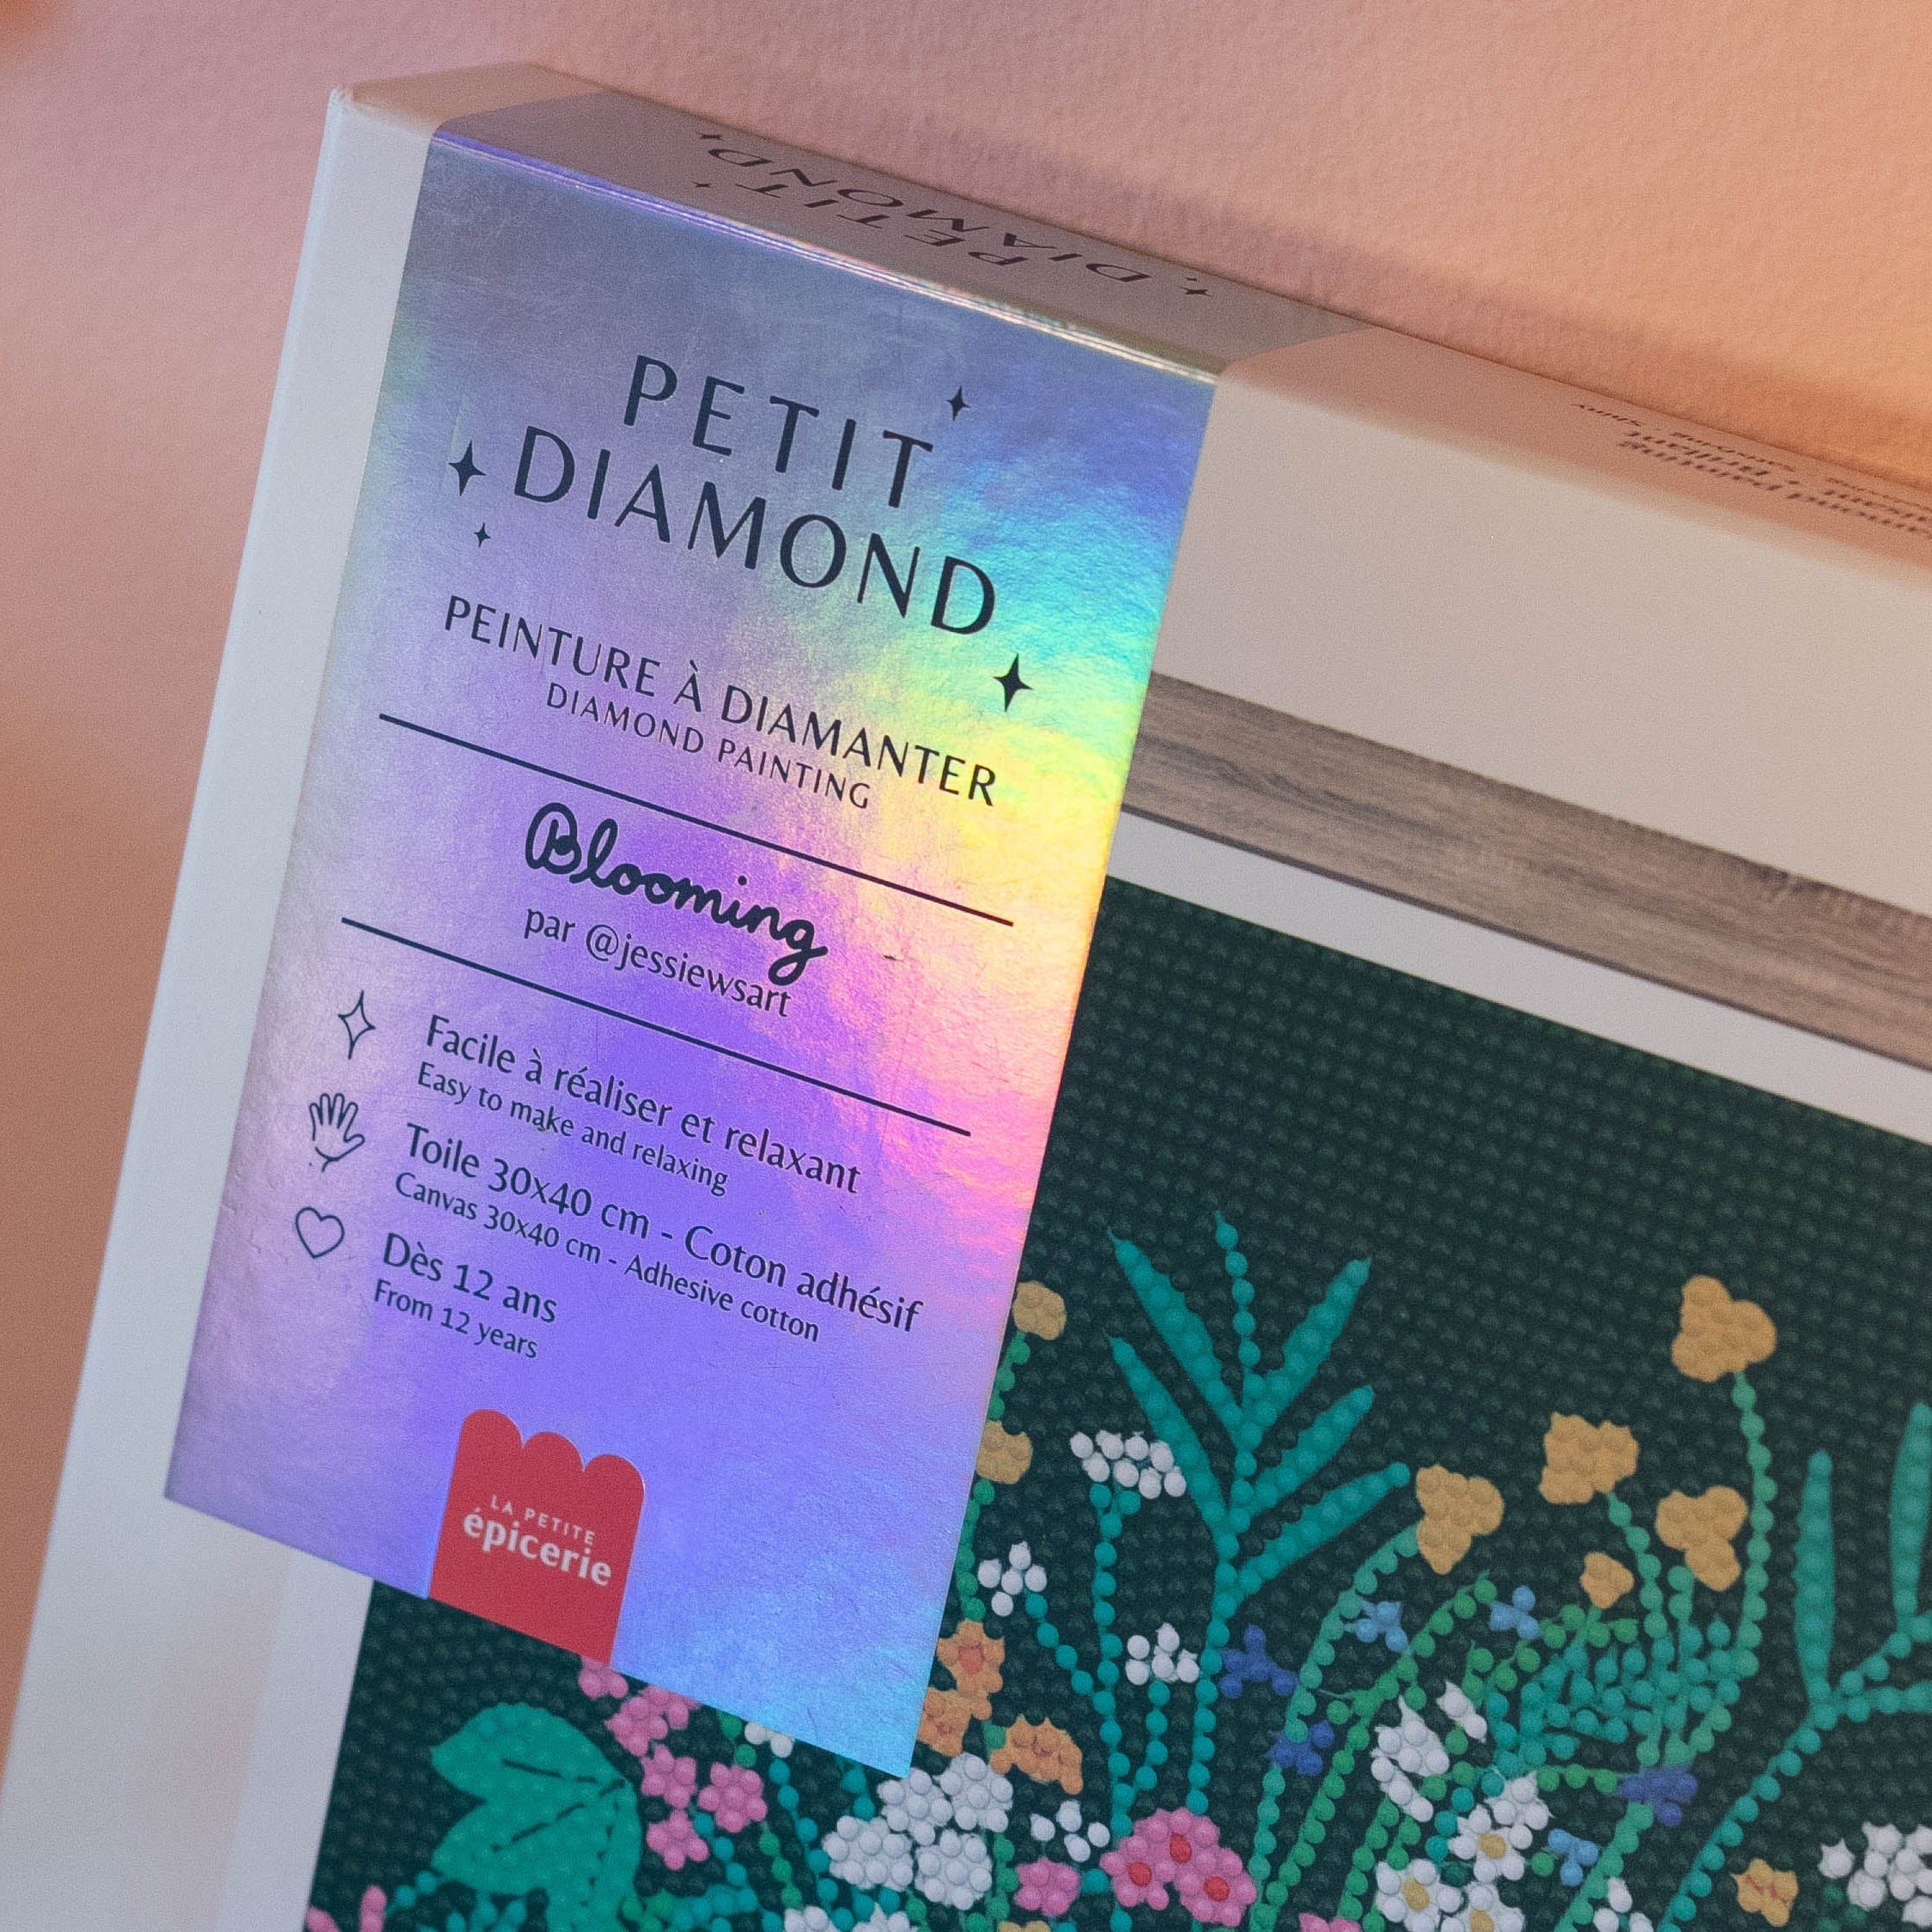 PETIT
DIAMOND
PETIT
DIAMOND
PEINTURE À DIAMANTER
DIAMOND PAINTING
Blooming
par @jessiewsart
Facile à réaliser et relaxant
Easy to make and relaxing
Toile 30x40 cm - Coton adhésif
Canvas 30x40 cm - Adhesive cotton
Dès 12 ans
From 12 years
LA PETITE
épicerie